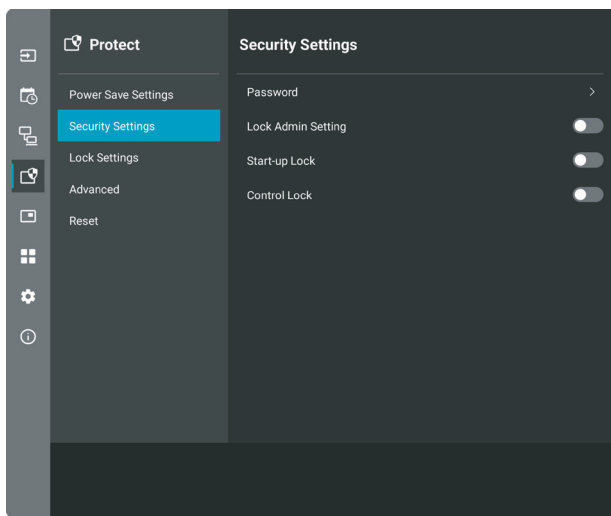 Protect
Power Save Settings
Security Settings
Lock Settings
Advanced
Reset
Security Settings
Password
Lock Admin Setting
Start-up Lock
Control Lock